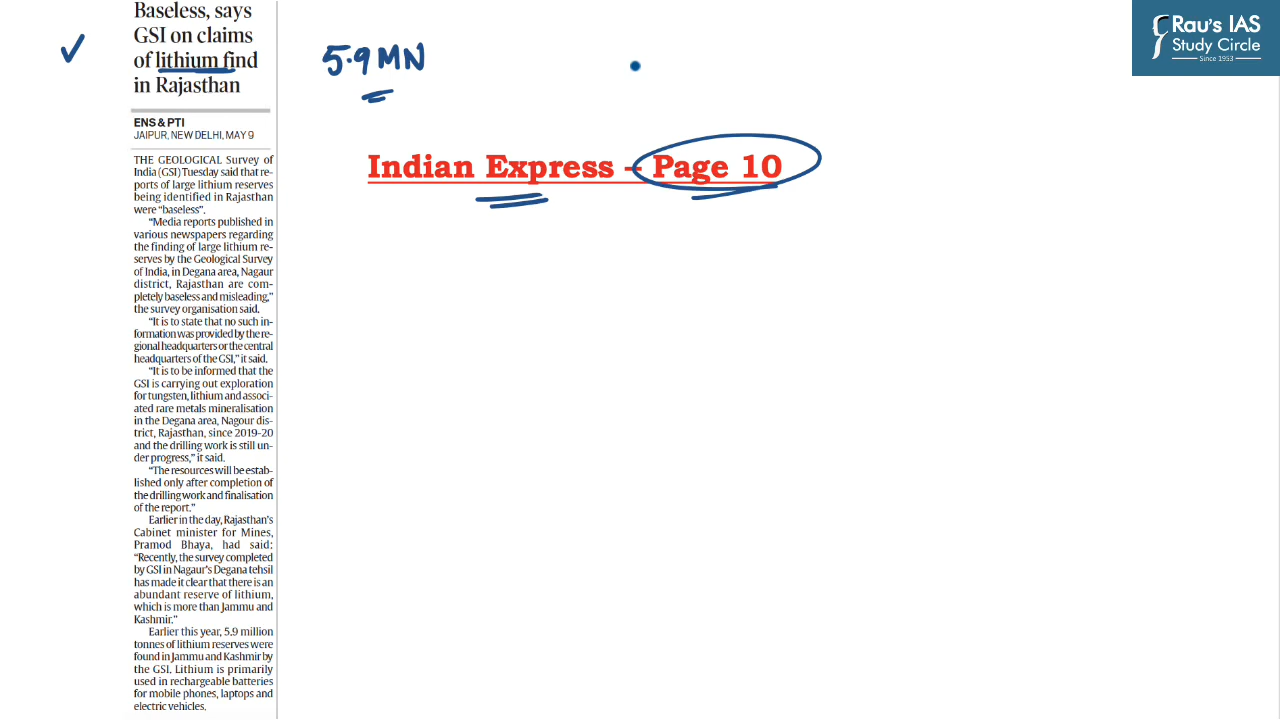 Baseless, says
GSI on claims
of lithium find
in Rajasthan
ENS & PTI
JAIPUR, NEW DELHI, MAY 9
THE GEOLOGICAL Survey of
India (GSI) Tuesday said that re-
ports of large lithium reserves
being identified in Rajasthan
were “baseless”.
“Media reports published in
various newspapers regarding
the finding of large lithium re-
serves by the Geological Survey
of India, in Degana area, Nagaur
district, Rajasthan are com-
pletely baseless and misleading,”
the survey organisation said.
“It is to state that no such in-
formation was provided by the re-
gional headquarters or the central
headquarters of the GSI,” it said.
“It is to be informed that the
GSI is carrying out exploration
for tungsten, lithium and associ-
ated rare metals mineralisation
in the Degana area, Nagour dis-
trict, Rajasthan, since 2019-20
and the drilling work is still un-
der progress,” it said.
“The resources will be estab-
lished only after completion of
the drilling work and finalisation
of the report.”
Earlier in the day, Rajasthan’s
Cabinet minister for Mines,
Pramod Bhaya, had said:
“Recently, the survey completed
by GSI in Nagaur’s Degana tehsil
has made it clear that there is an
abundant reserve of lithium,
which is more than Jammu and
Kashmir.”
Earlier this year, 5.9 million
tonnes of lithium reserves were
found in Jammu and Kashmir by
the GSI. Lithium is primarily
used in rechargeable batteries
for mobile phones, laptops and
electric vehicles.
5.9 MN
Indian Express – Page 10
Rau's IAS
Study Circle
Since 1953